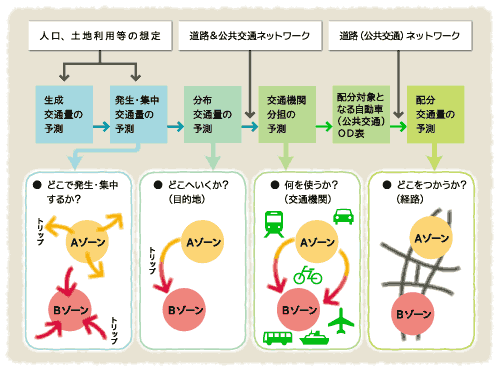 人口、土地利用等の想定
道路&公共交通ネットワーク
道路(公共交通)ネットワーク
生成
交通量の
予測
発生・集中
交通量の
予測
分布
交通量の
予測
交通機関
分担の
予測
配分対象と
なる自動車
(公共交通)
OD表
配分
交通量の
予測
● どこで発生・集中
するか?
トリップ
Aゾーン
Bゾーン
トリップ
● どこへいくか?
(目的地)
トリップ
Aゾーン
Bゾーン
● 何を使うか?
(交通機関)
Aゾーン
Bゾーン
● どこをつかうか?
(経路)
Aゾーン
Bゾーン